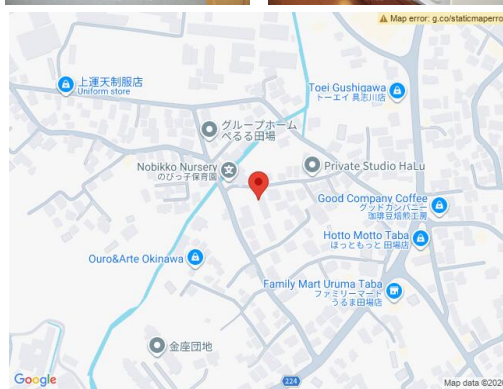 Map error: g.co/staticmaperro
上運天制服店
Uniform store
Toei Gushigawa
トーエイ 具志川店
グループホーム
べるる田場
Nobikko Nursery
のびっ子保育園
Private Studio HaLu
Good Company Coffee
グッドカンパニー
珈琲豆焙煎工房
Hotto Motto Taba
ほっともっと 田場店
Ouro&Arte Okinawa
Family Mart Uruma Taba
ファミリーマート
うるま田場店
金座団地
224
Google
Map data ©202